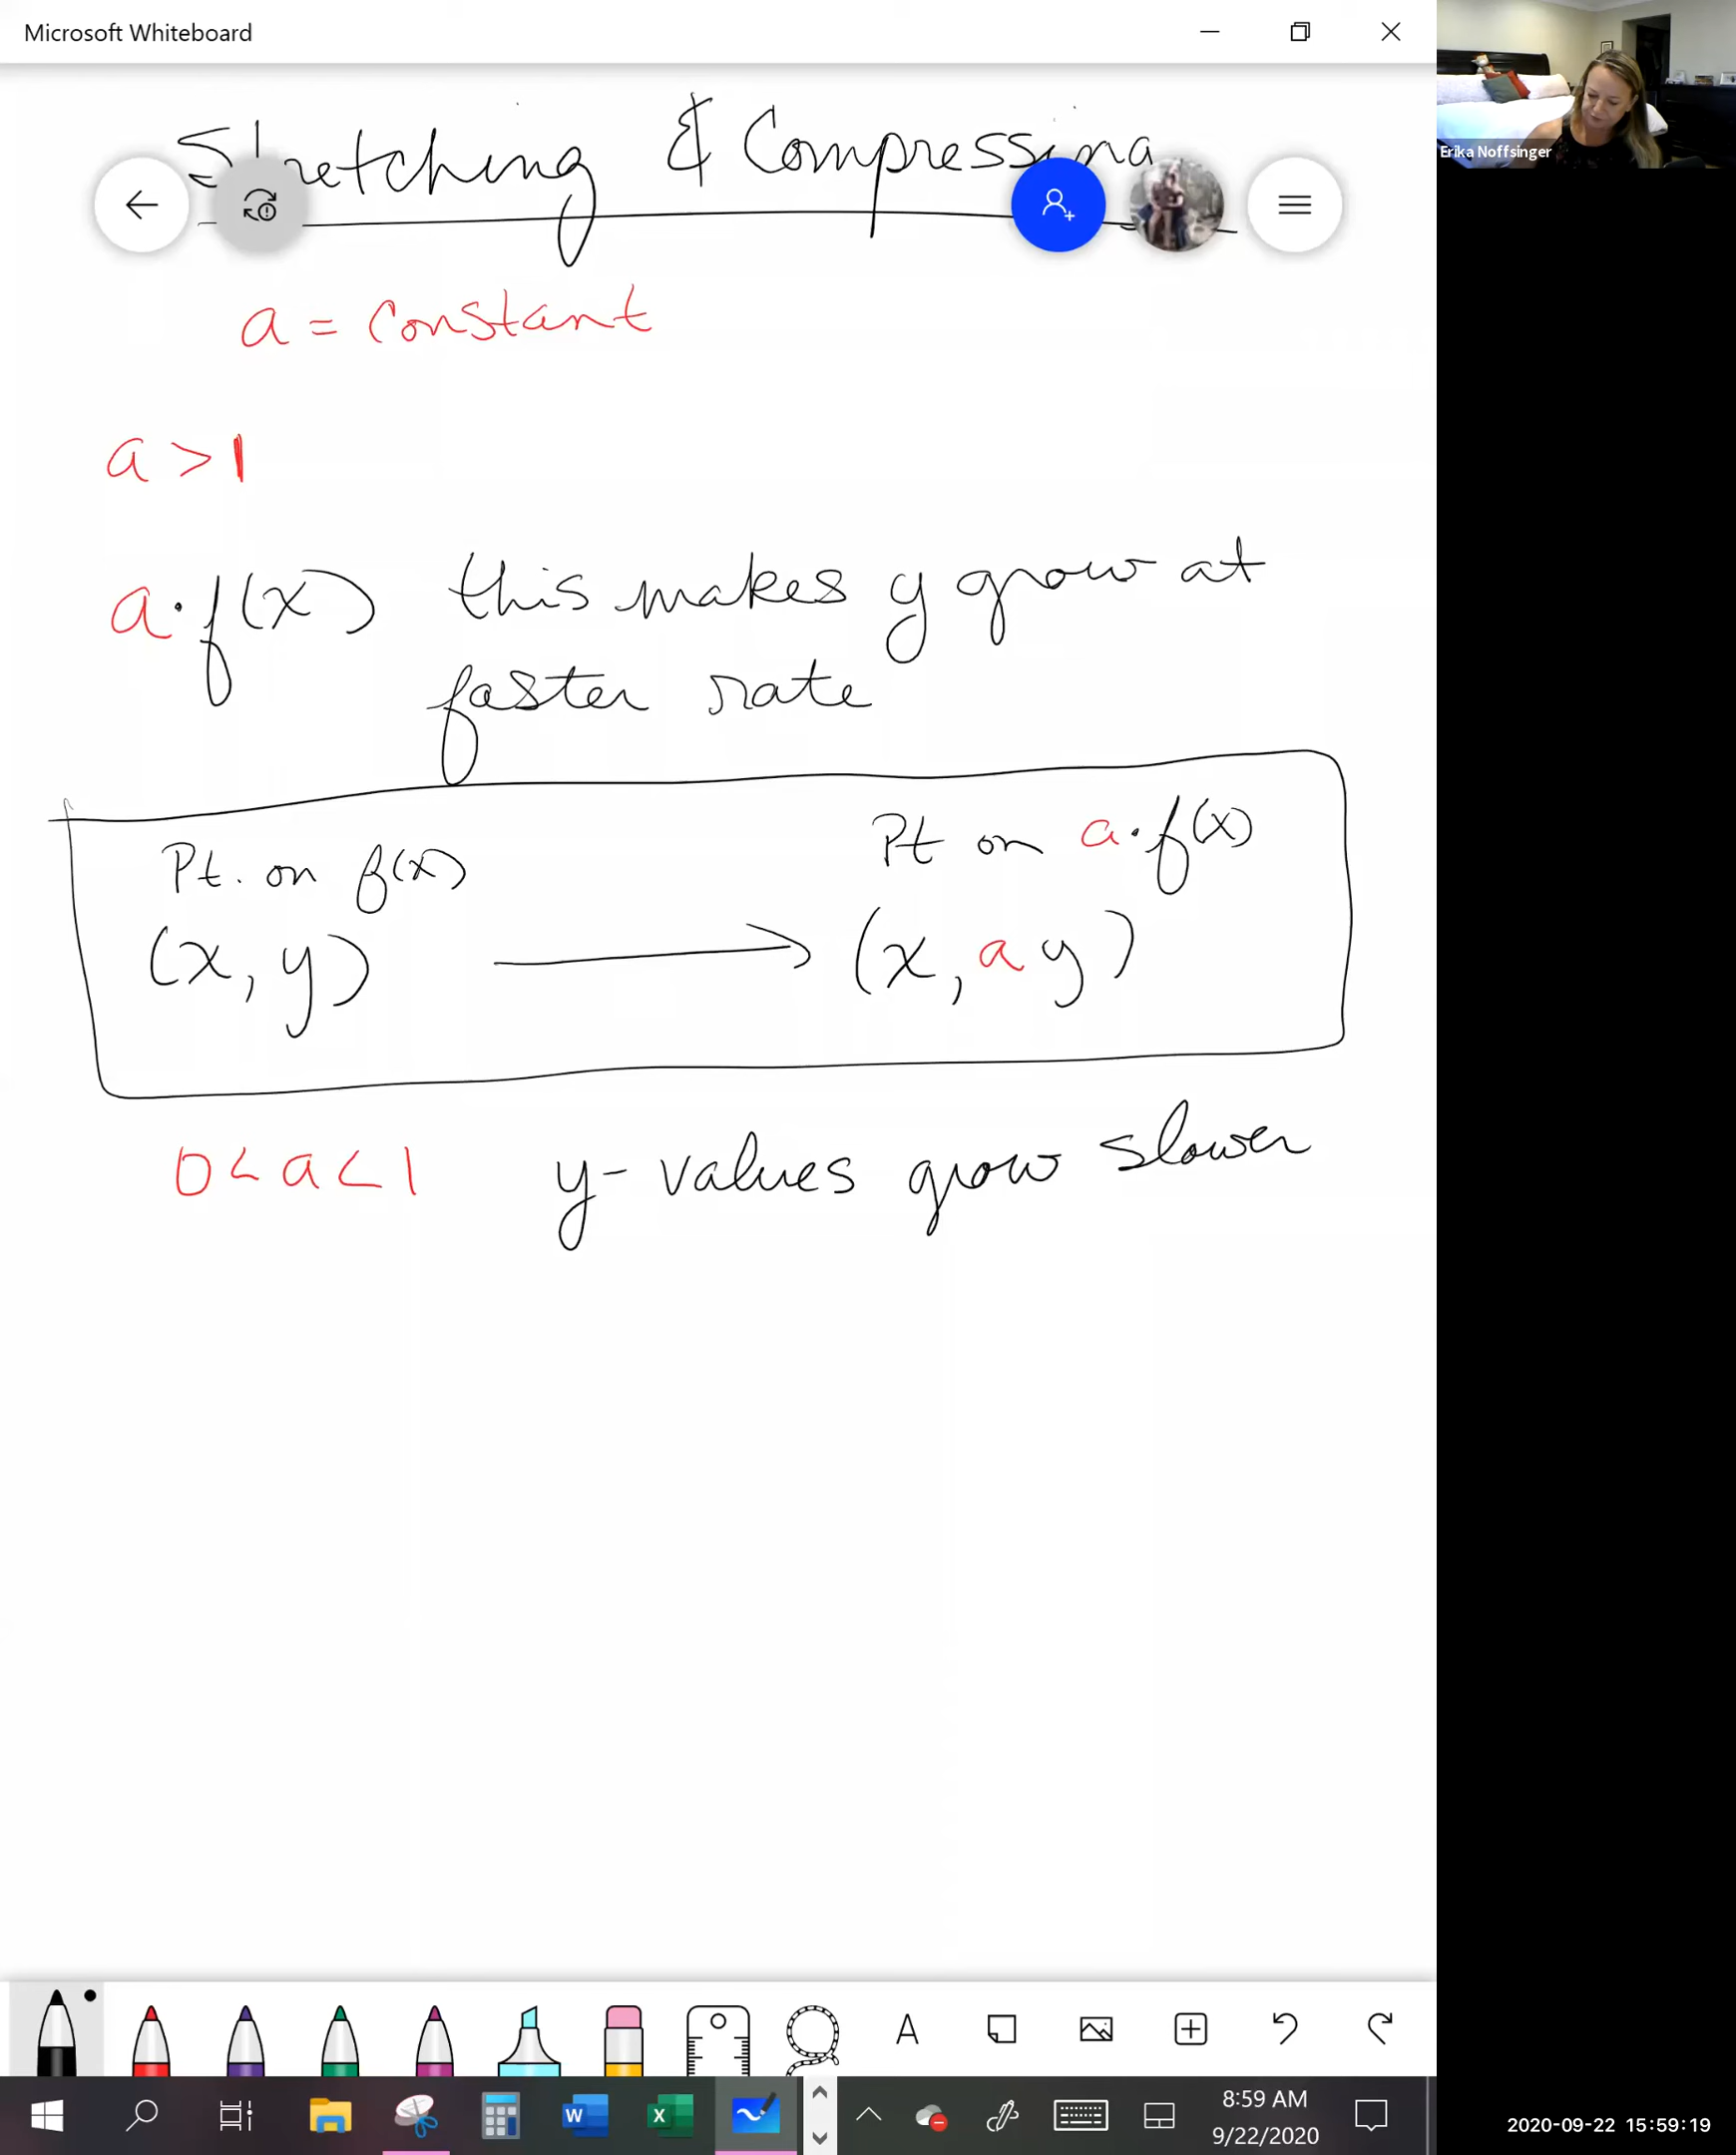 Microsoft Whiteboard
Erika Noffsinger
Stretching & Compressing
a = constant
a > 1
a · f(x) this makes y grow at
faster rate
Pt. on f(x) Pt on a · f(x)
(x, y) → (x, a y)
0 < a < 1 y- values grow slower
8:59 AM
9/22/2020
2020-09-22 15:59:19